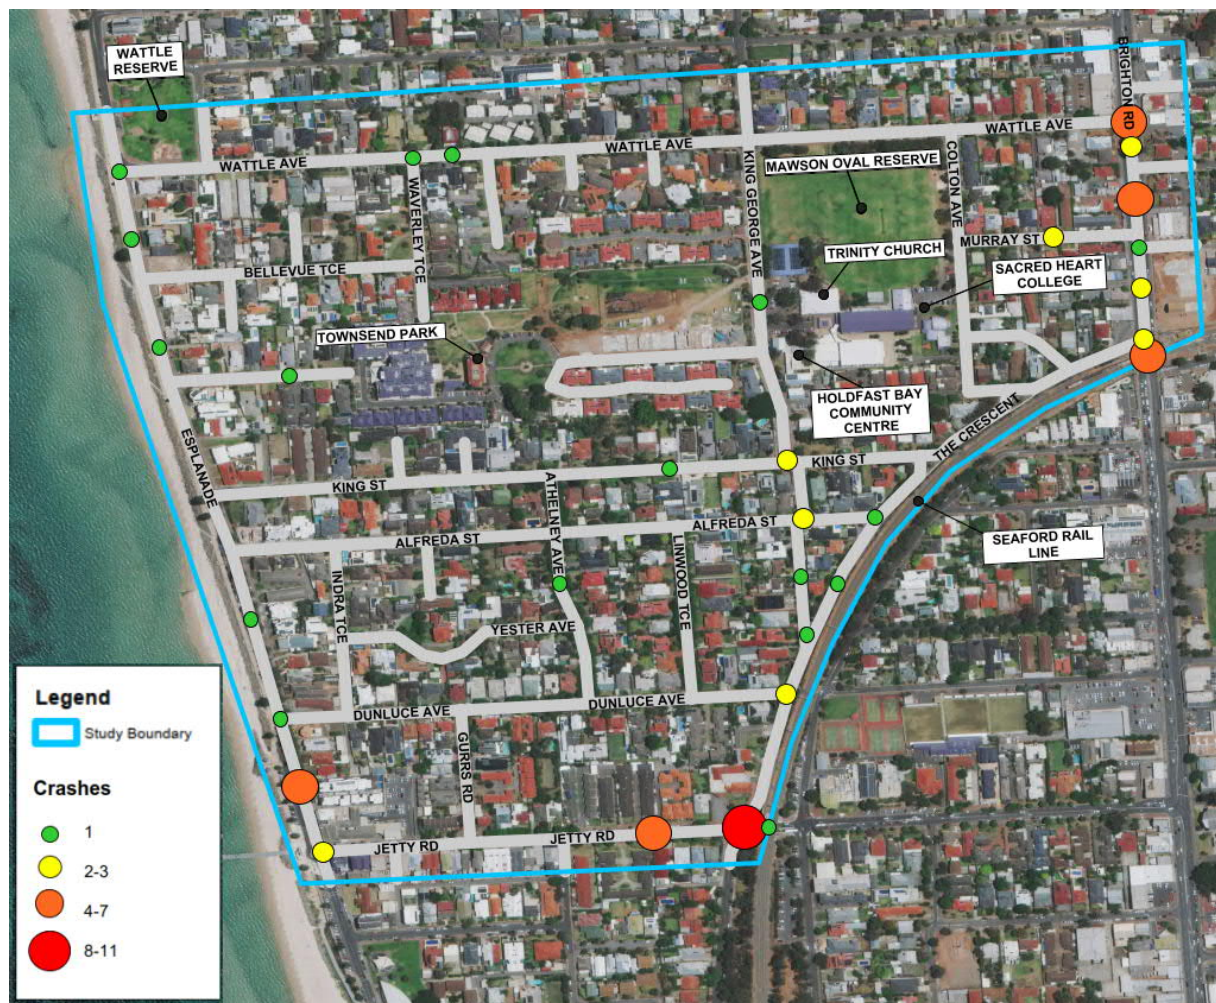 WATTLE
RESERVE
BRIGHTON RD
WATTLE AVE
WATTLE AVE
WATTLE AVE
MAWSON OVAL RESERVE
COLTON AVE
KING GEORGE AVE
WAVERLEY TCE
MURRAY ST
TRINITY CHURCH
BELLEVUE TCE
SACRED HEART
COLLEGE
TOWNSEND PARK
HOLDFAST BAY
COMMUNITY
CENTRE
THE CRESCENT
ESPLANADE
KING ST
KING ST
ATHELNEY AVE
ALFREDA ST
ALFREDA ST
SEAFORD RAIL
LINE
INDRA TCE
LINWOOD TCE
YESTER AVE
DUNLUCE AVE
DUNLUCE AVE
GURRS RD
JETTY RD
JETTY RD
Legend
Study Boundary
Crashes
1
2-3
4-7
8-11